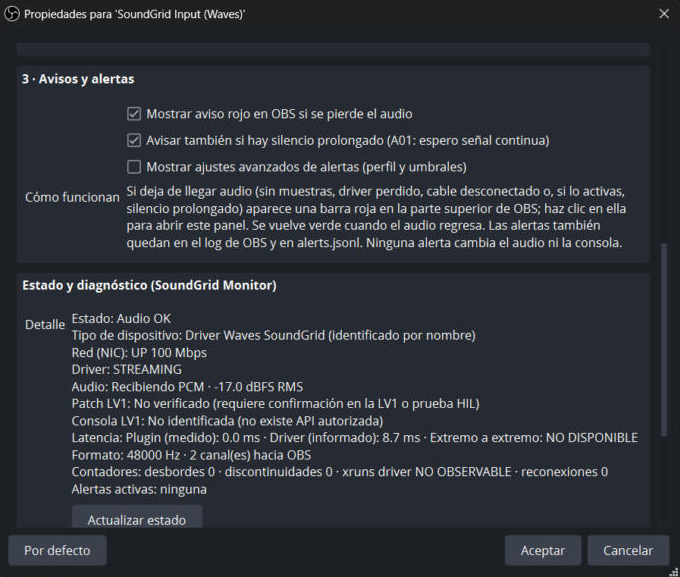 Propiedades para 'SoundGrid Input (Waves)'
3 · Avisos y alertas
Mostrar aviso rojo en OBS si se pierde el audio
Avisar también si hay silencio prolongado (A01: espero señal continua)
Mostrar ajustes avanzados de alertas (perfil y umbrales)
Cómo funcionan
Si deja de llegar audio (sin muestras, driver perdido, cable desconectado o, si lo activas,
silencio prolongado) aparece una barra roja en la parte superior de OBS; haz clic en ella
para abrir este panel. Se vuelve verde cuando el audio regresa. Las alertas también
quedan en el log de OBS y en alerts.jsonl. Ninguna alerta cambia el audio ni la consola.
Estado y diagnóstico (SoundGrid Monitor)
Detalle
Estado: Audio OK
Tipo de dispositivo: Driver Waves SoundGrid (identificado por nombre)
Red (NIC): UP 100 Mbps
Driver: STREAMING
Audio: Recibiendo PCM · -17.0 dBFS RMS
Patch LV1: No verificado (requiere confirmación en la LV1 o prueba HIL)
Consola LV1: No identificada (no existe API autorizada)
Latencia: Plugin (medido): 0.0 ms · Driver (informado): 8.7 ms · Extremo a extremo: NO DISPONIBLE
Formato: 48000 Hz · 2 canal(es) hacia OBS
Contadores: desbordes 0 · discontinuidades 0 · xruns driver NO OBSERVABLE · reconexiones 0
Alertas activas: ninguna
Actualizar estado
Por defecto
Aceptar
Cancelar